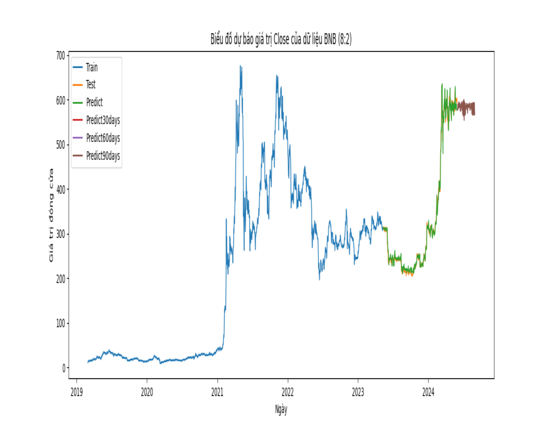 Biểu đồ dự báo giá trị Close của dữ liệu BNB (8:2)
700
600
500
400
300
200
100
0
Giá trị đóng cửa
Train
Test
Predict
Predict30days
Predict60days
Predict90days
2019
2020
2021
2022
2023
2024
Ngày